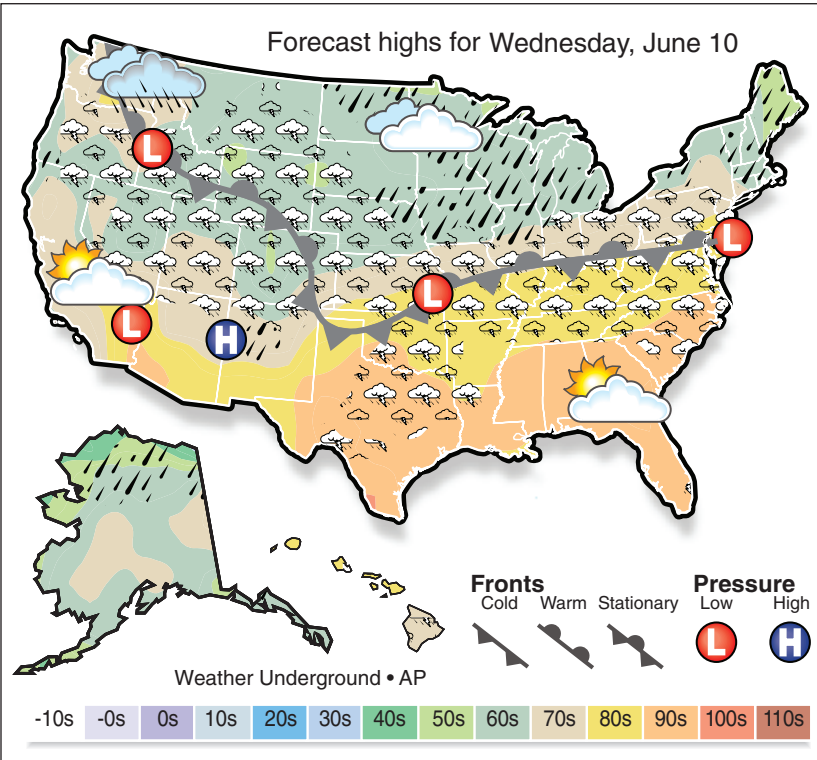 Forecast highs for Wednesday, June 10
L
L
L
L
H
Fronts
Cold Warm Stationary
Pressure
Low High
L H
Weather Underground • AP
-10s -0s 0s 10s 20s 30s 40s 50s 60s 70s 80s 90s 100s 110s